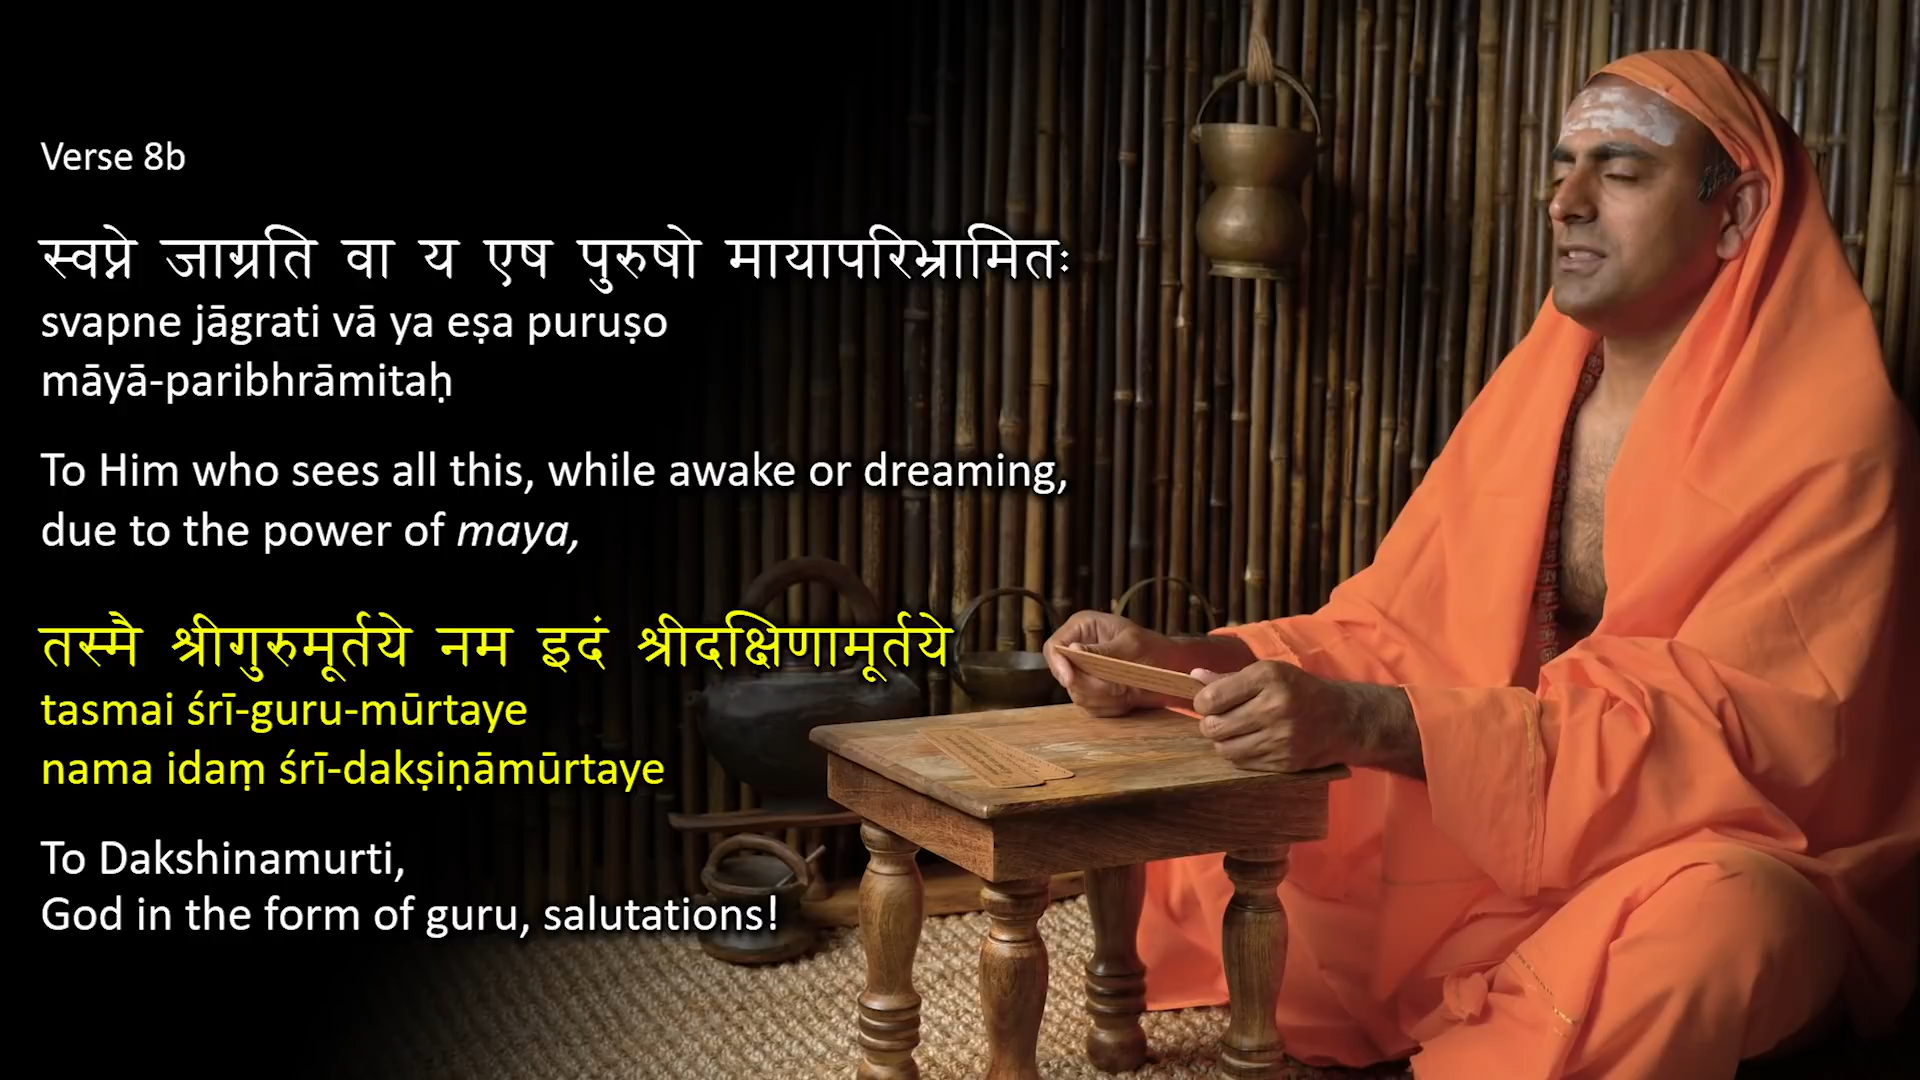 Verse 8b
स्वप्ने जाग्रति वा य एष पुरुषो मायापरिभ्रामितः
svapne jāgrati vā ya eṣa puruṣo
māyā-paribhrāmitaḥ
To Him who sees all this, while awake or dreaming,
due to the power of maya,
तस्मै श्रीगुरुमूर्तये नम इदं श्रीदक्षिणामूर्तये
tasmai śrī-guru-mūrtaye
nama idaṃ śrī-dakṣiṇāmūrtaye
To Dakshinamurti,
God in the form of guru, salutations!